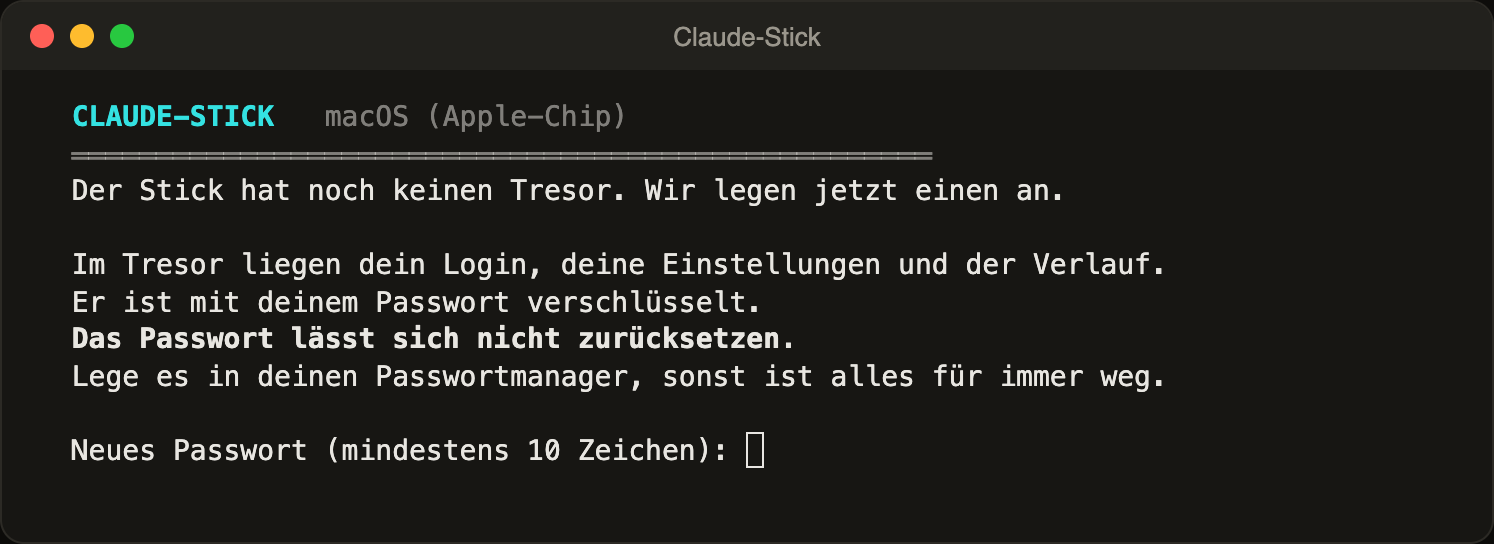 Claude-Stick
CLAUDE-STICK macOS (Apple-Chip)
Der Stick hat noch keinen Tresor. Wir legen jetzt einen an.
Im Tresor liegen dein Login, deine Einstellungen und der Verlauf.
Er ist mit deinem Passwort verschlüsselt.
Das Passwort lässt sich nicht zurücksetzen.
Lege es in deinen Passwortmanager, sonst ist alles für immer weg.
Neues Passwort (mindestens 10 Zeichen):